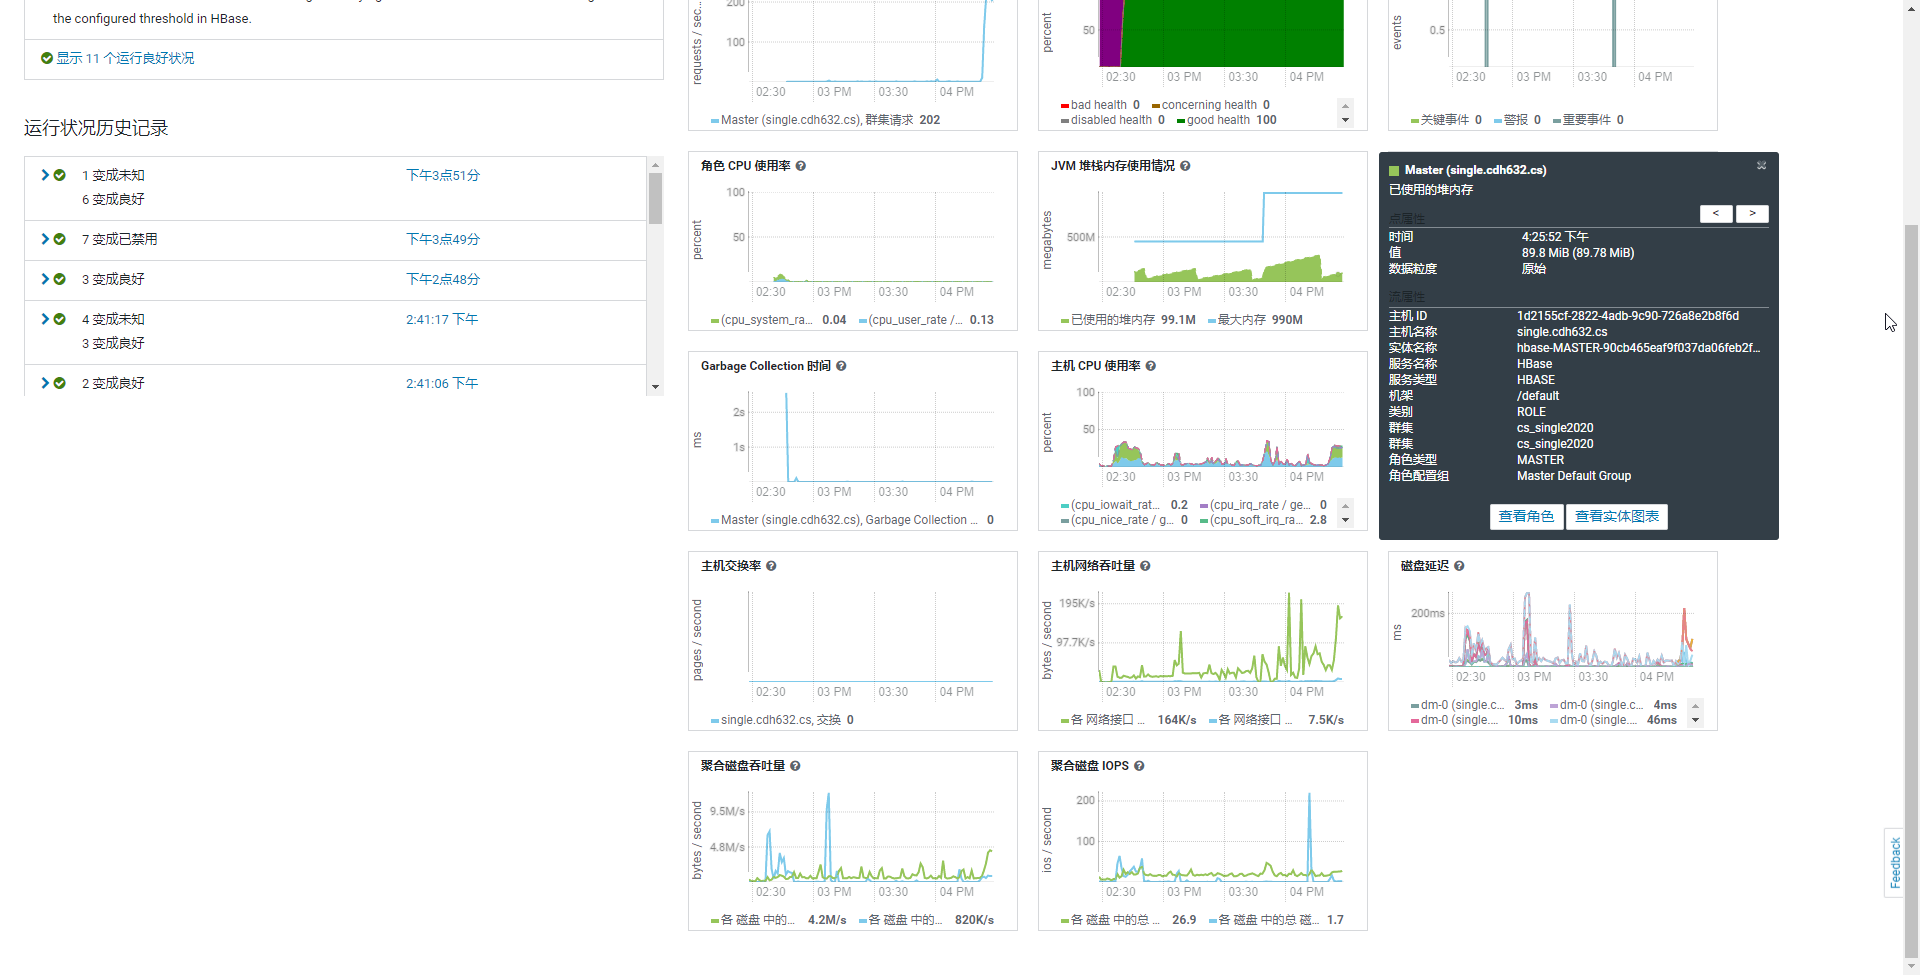 the configured threshold in HBase.
显示 11 个运行良好状况
运行状况历史记录
1 变成未知
下午3点51分
6 变成良好
7 变成已禁用
下午3点49分
3 变成良好
下午2点48分
4 变成未知
2:41:17 下午
3 变成良好
2 变成良好
2:41:06 下午
requests / sec...
200
100
02:30
03 PM
03:30
04 PM
Master (single.cdh632.cs), 群集请求 202
percent
50
02:30
03 PM
03:30
04 PM
bad health 0
concerning health 0
disabled health 0
good health 100
events
0.5
02:30
03 PM
03:30
04 PM
关键事件 0
警报 0
重要事件 0
角色 CPU 使用率
percent
100
50
02:30
03 PM
03:30
04 PM
(cpu_system_ra... 0.04
(cpu_user_rate /... 0.13
JVM 堆栈内存使用情况
megabytes
500M
02:30
03 PM
03:30
04 PM
已使用的堆内存 99.1M
最大内存 990M
Master (single.cdh632.cs)
已使用的堆内存
点属性
<
>
时间 4:25:52 下午
值 89.8 MiB (89.78 MiB)
数据粒度 原始
流属性
主机 ID 1d2155cf-2822-4adb-9c90-726a8e2b8f6d
主机名称 single.cdh632.cs
实体名称 hbase-MASTER-90cb465eaf9f037da06feb2f...
服务名称 HBase
服务类型 HBASE
机架 /default
类别 ROLE
群集 cs_single2020
群集 cs_single2020
角色类型 MASTER
角色配置组 Master Default Group
查看角色
查看实体图表
Garbage Collection 时间
ms
2s
1s
02:30
03 PM
03:30
04 PM
Master (single.cdh632.cs), Garbage Collection ... 0
主机 CPU 使用率
percent
100
50
02:30
03 PM
03:30
04 PM
(cpu_iowait_rat... 0.2
(cpu_irq_rate / ge... 0
(cpu_nice_rate / g... 0
(cpu_soft_irq_ra... 2.8
主机交换率
pages / second
02:30
03 PM
03:30
04 PM
single.cdh632.cs, 交换 0
主机网络吞吐量
bytes / second
195K/s
97.7K/s
02:30
03 PM
03:30
04 PM
各 网络接口 ... 164K/s
各 网络接口 ... 7.5K/s
磁盘延迟
ms
200ms
02:30
03 PM
03:30
04 PM
dm-0 (single.c... 3ms
dm-0 (single.c... 4ms
dm-0 (single.... 10ms
dm-0 (single.... 46ms
聚合磁盘吞吐量
bytes / second
9.5M/s
4.8M/s
02:30
03 PM
03:30
04 PM
各 磁盘 中的... 4.2M/s
各 磁盘 中的... 820K/s
聚合磁盘 IOPS
ios / second
200
100
02:30
03 PM
03:30
04 PM
各 磁盘 中的总 ... 26.9
各 磁盘 中的总 磁... 1.7
Feedback